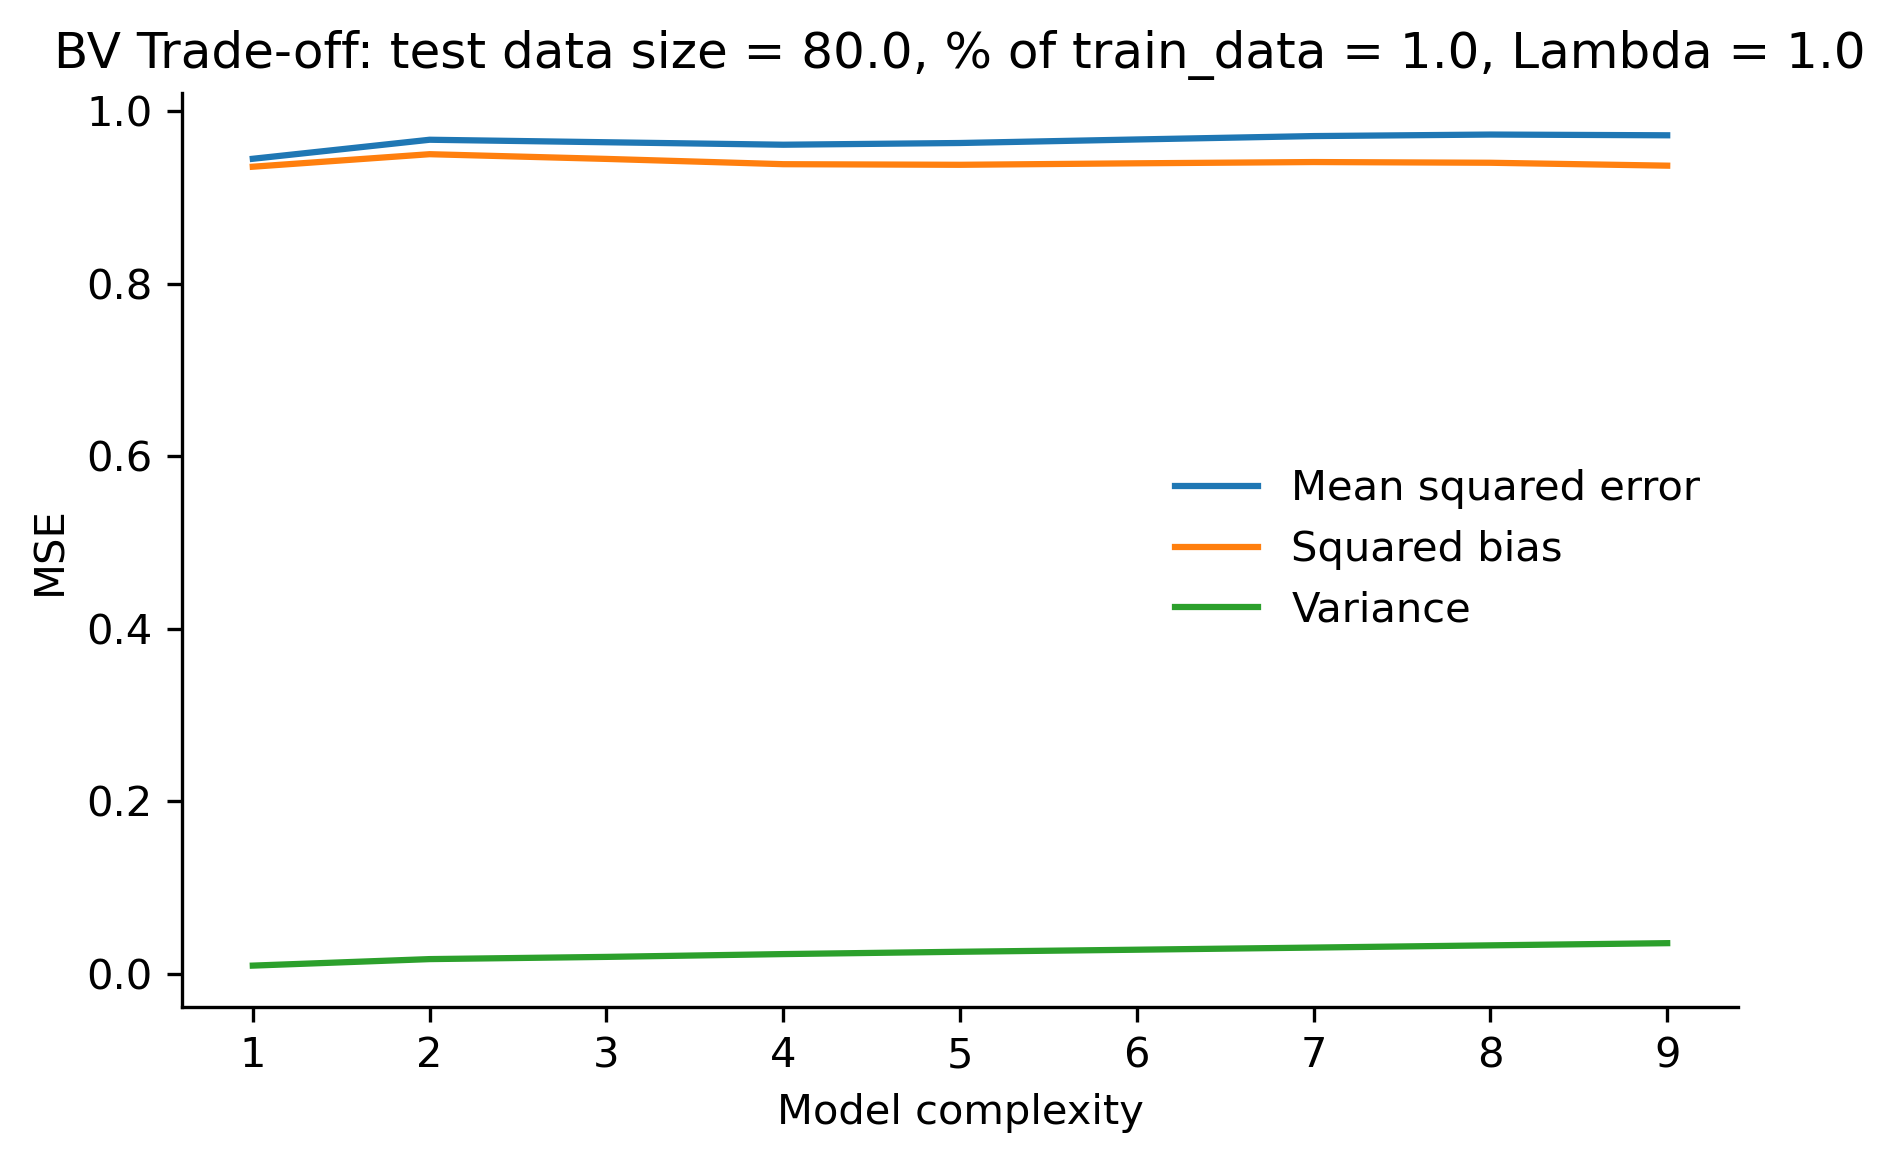 BV Trade-off: test data size = 80.0, % of train_data = 1.0, Lambda = 1.0
1.0
0.8
0.6
0.4
0.2
0.0
MSE
Mean squared error
Squared bias
Variance
1 2 3 4 5 6 7 8 9
Model complexity